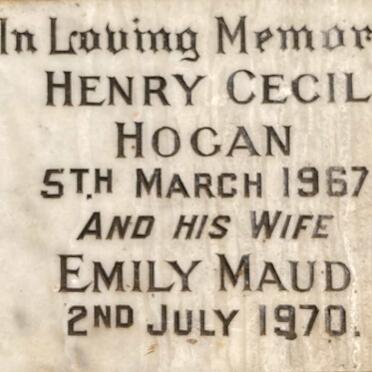 In Loving Memor
HENRY CECIL
HOGAN
5TH MARCH 1967
AND HIS WIFE
EMILY MAUD
2ND JULY 1970.